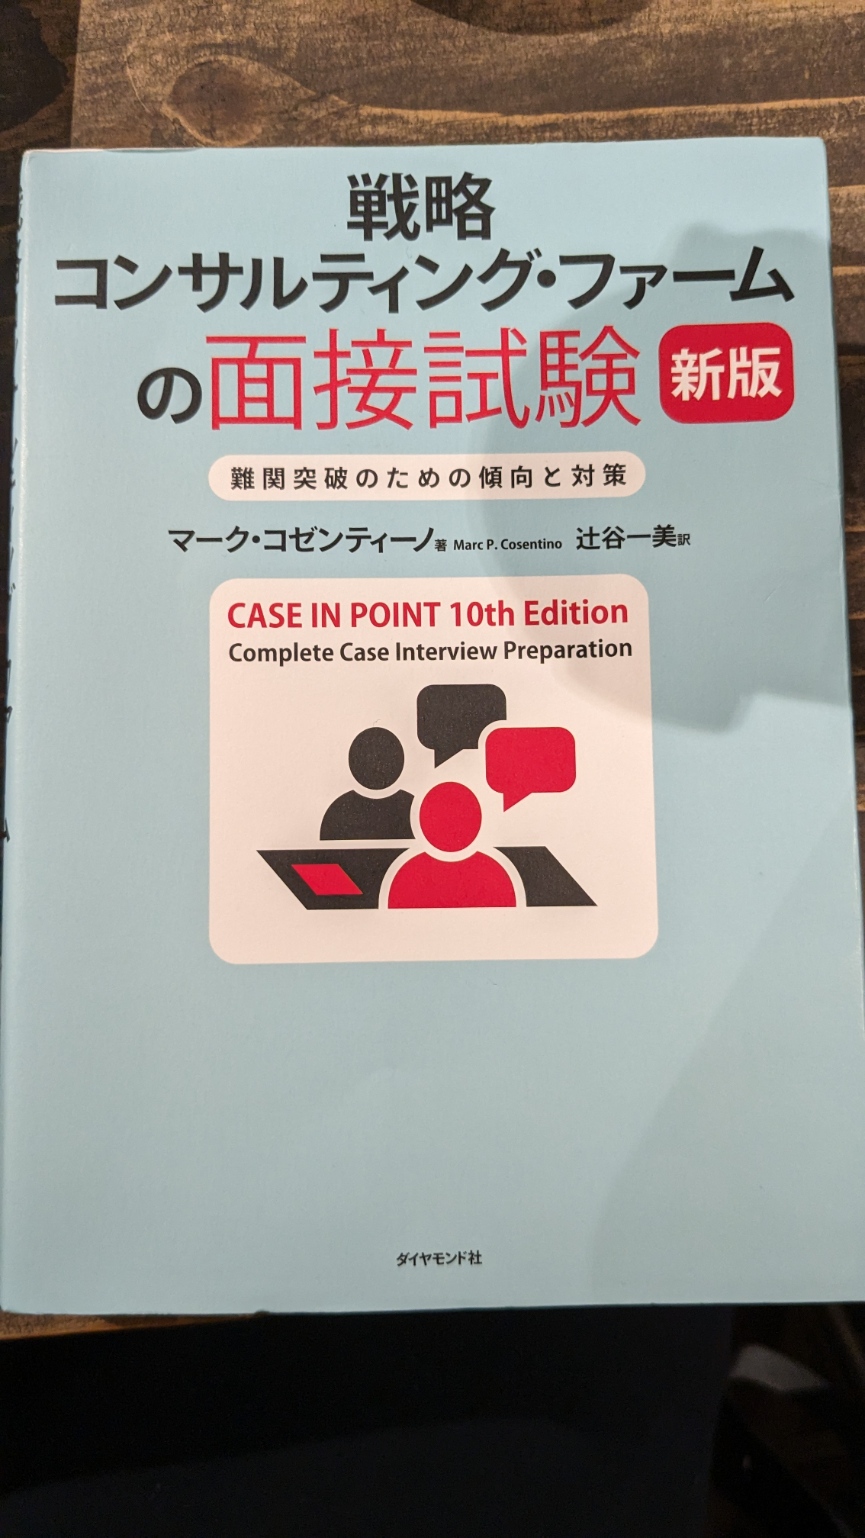 戦略
コンサルティング・ファーム
の面接試験 新版
難関突破のための傾向と対策
マーク・コゼンティーノ著 Marc P. Cosentino 辻谷一美訳
CASE IN POINT 10th Edition
Complete Case Interview Preparation
ダイヤモンド社